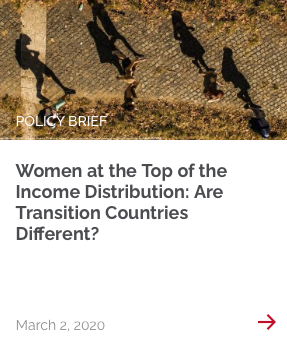 POLICY BRIEF
Women at the Top of the
Income Distribution: Are
Transition Countries
Different?
March 2, 2020